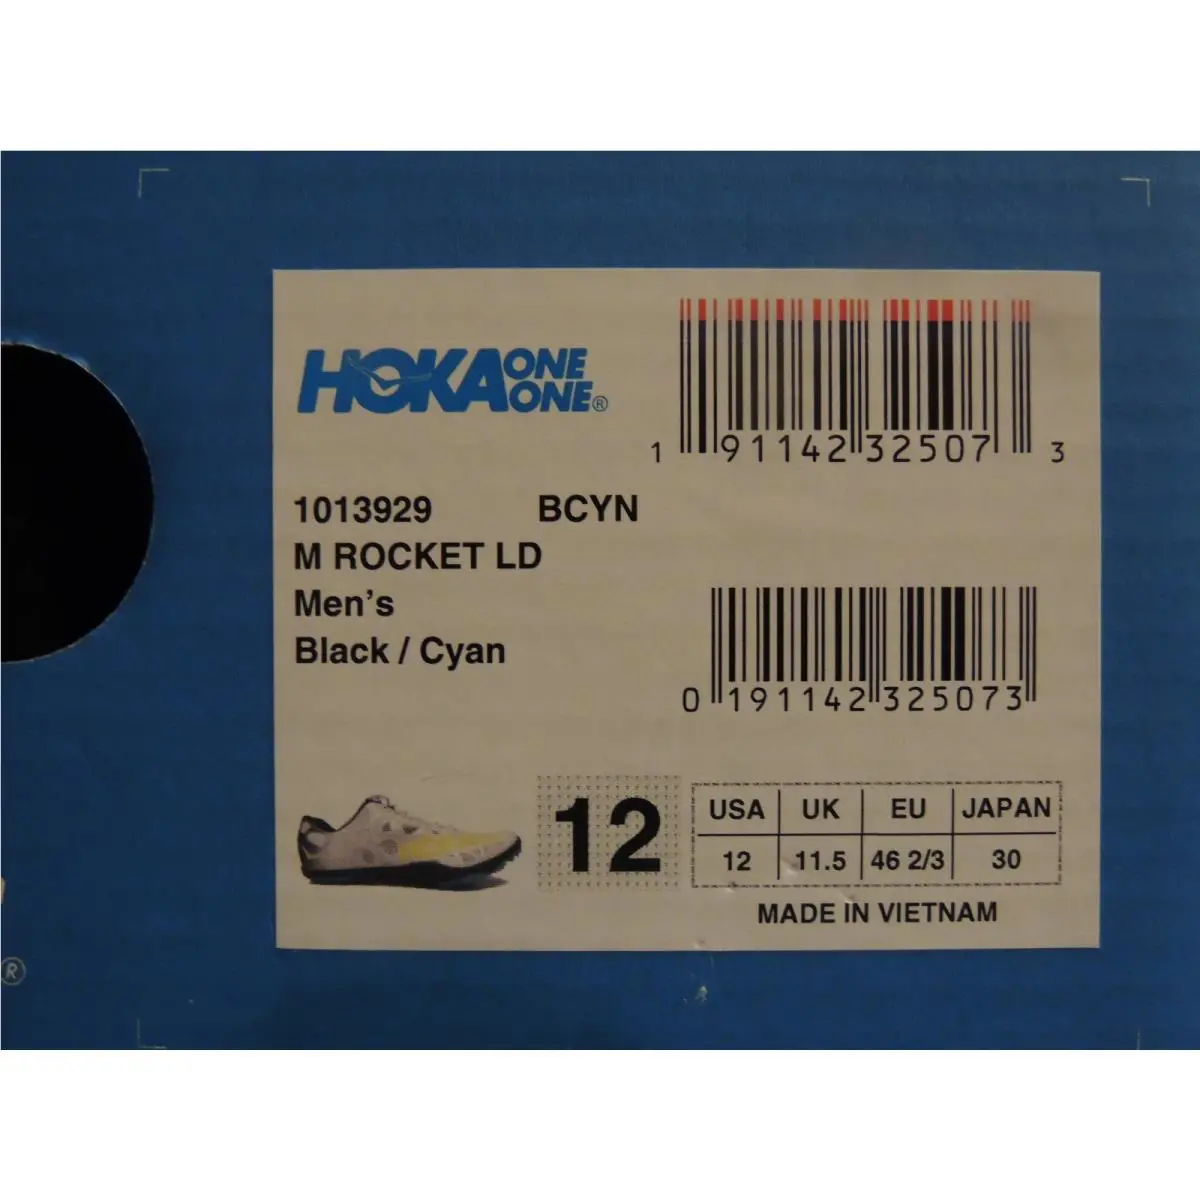 HOKA ONE ONE®
1 91142 32507 3
1013929 BCYN
M ROCKET LD
Men's
Black / Cyan
0 191142 325073
12
USA UK EU JAPAN
12 11.5 46 2/3 30
MADE IN VIETNAM
®